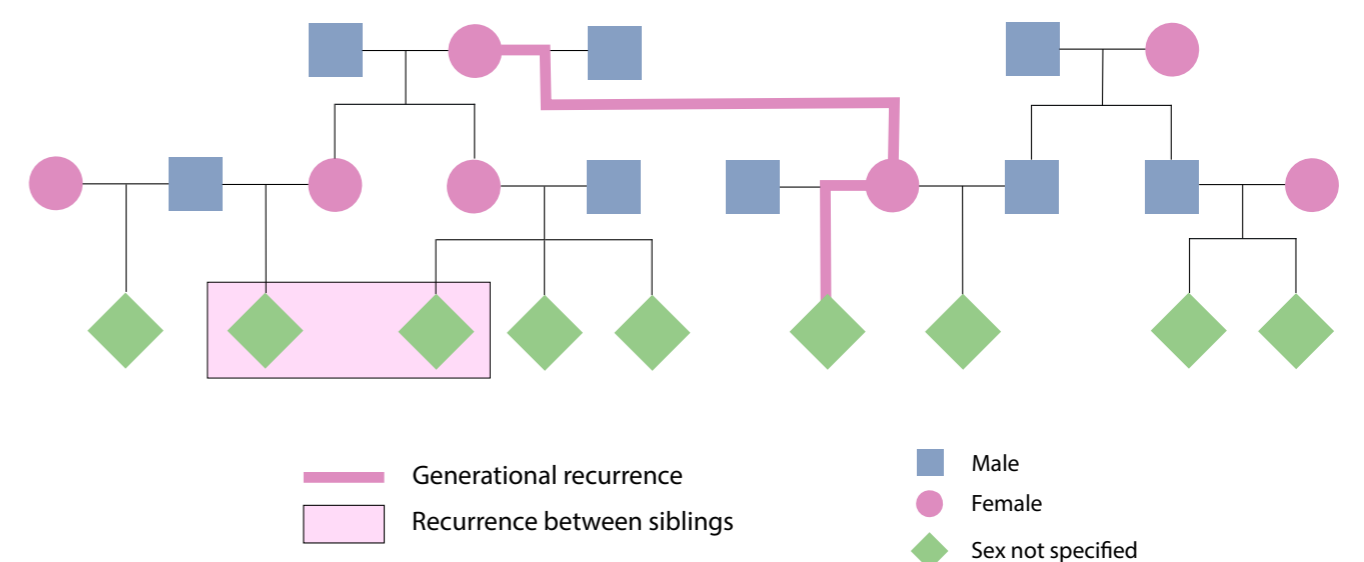 Generational recurrence
Recurrence between siblings
Male
Female
Sex not specified